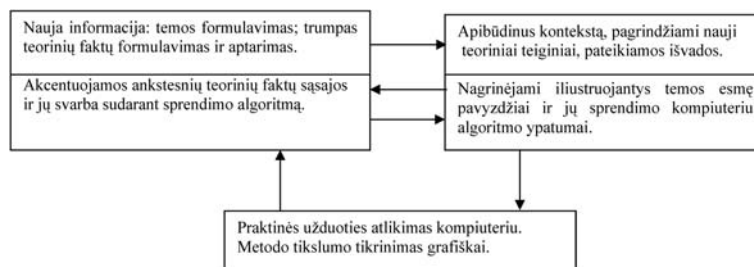 Nauja informacija: temos formulavimas; trumpas
teorinių faktų formulavimas ir aptarimas.
Akcentuojamos ankstesnių teorinių faktų sąsajos
ir jų svarba sudarant sprendimo algoritmą.
Apibūdinus kontekstą, pagrindžiami nauji
teoriniai teiginiai, pateikiamos išvados.
Nagrinėjami iliustruojantys temos esmę
pavyzdžiai ir jų sprendimo kompiuteriu
algoritmo ypatumai.
Praktinės užduoties atlikimas kompiuteriu.
Metodo tikslumo tikrinimas grafiškai.